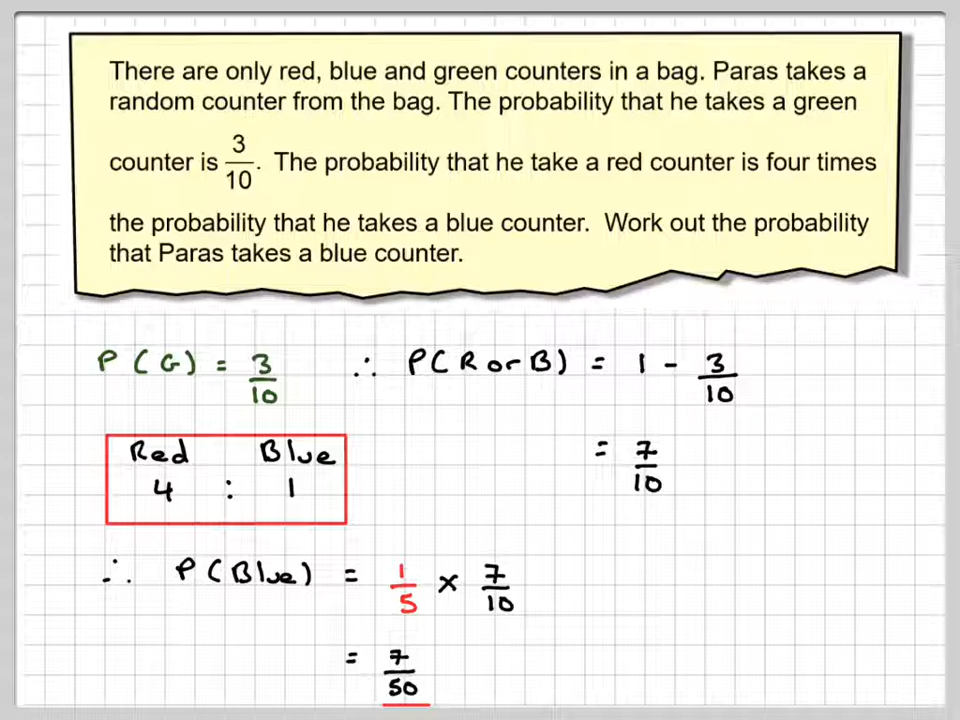 There are only red, blue and green counters in a bag. Paras takes a
random counter from the bag. The probability that he takes a green
counter is 3/10. The probability that he take a red counter is four times
the probability that he takes a blue counter. Work out the probability
that Paras takes a blue counter.
P(G) = 3/10 ∴ P(R or B) = 1 - 3/10
= 7/10
Red Blue
4 : 1
∴ P(Blue) = 1/5 × 7/10
= 7/50